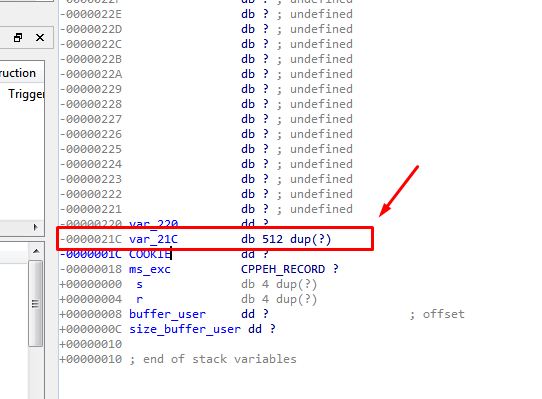 -0000022F db ? ; undefined
-0000022E db ? ; undefined
-0000022D db ? ; undefined
-0000022C db ? ; undefined
-0000022B db ? ; undefined
-0000022A db ? ; undefined
-00000229 db ? ; undefined
-00000228 db ? ; undefined
-00000227 db ? ; undefined
-00000226 db ? ; undefined
-00000225 db ? ; undefined
-00000224 db ? ; undefined
-00000223 db ? ; undefined
-00000222 db ? ; undefined
-00000221 db ? ; undefined
-00000220 var_220 dd ?
-0000021C var_21C db 512 dup(?)
-0000001C COOKIE dd ?
-00000018 ms_exc CPPEH_RECORD ?
+00000000 s db 4 dup(?)
+00000004 r db 4 dup(?)
+00000008 buffer_user dd ? ; offset
+0000000C size_buffer_user dd ?
+00000010
+00000010 ; end of stack variables
ruction
Trigger